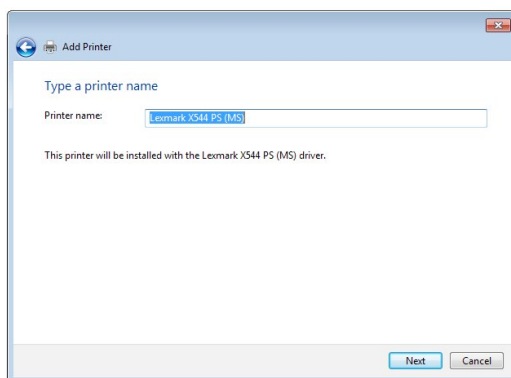 Add Printer
Type a printer name
Printer name: Lexmark X544 PS (MS)
This printer will be installed with the Lexmark X544 PS (MS) driver.
Next Cancel